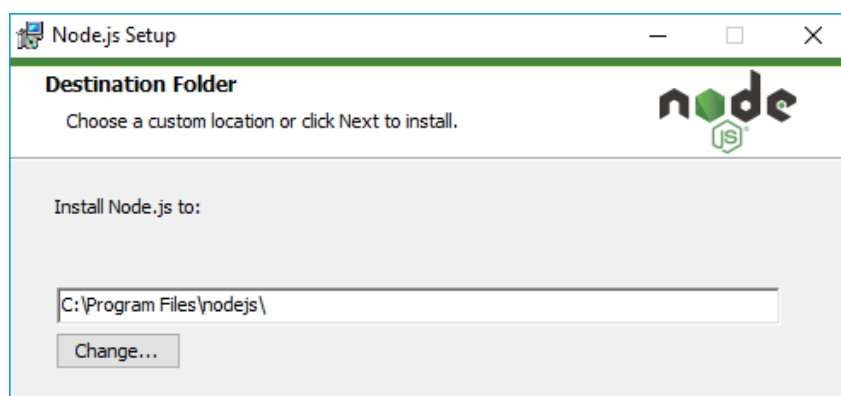 Node.js Setup
Destination Folder
Choose a custom location or click Next to install.
node
JS
Install Node.js to:
C:\Program Files\nodejs\
Change...